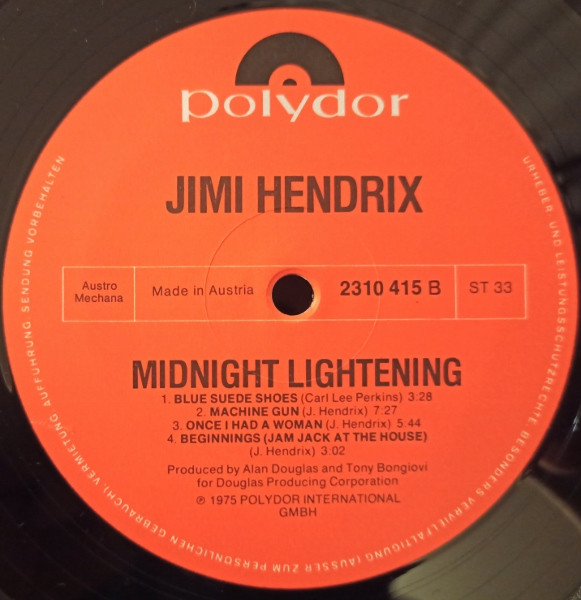 polydor
JIMI HENDRIX
Austro
Mechana
Made in Austria
2310 415 B
ST 33
MIDNIGHT LIGHTENING
1. BLUE SUEDE SHOES (Carl Lee Perkins) 3:28
2. MACHINE GUN (J. Hendrix) 7:27
3. ONCE I HAD A WOMAN (J. Hendrix) 5:44
4. BEGINNINGS (JAM JACK AT THE HOUSE)
(J. Hendrix) 3:02
Produced by Alan Douglas and Tony Bongiovi
for Douglas Producing Corporation
℗ 1975 POLYDOR INTERNATIONAL
GMBH
URHEBER- UND LEISTUNGSSCHUTZRECHTE, BESONDERS VERVIELFÄLTIGUNG (AUSSER ZUM PERSÖNLICHEN GEBRAUCH), VERMIETUNG, AUFFÜHRUNG, SENDUNG VORBEHALTEN